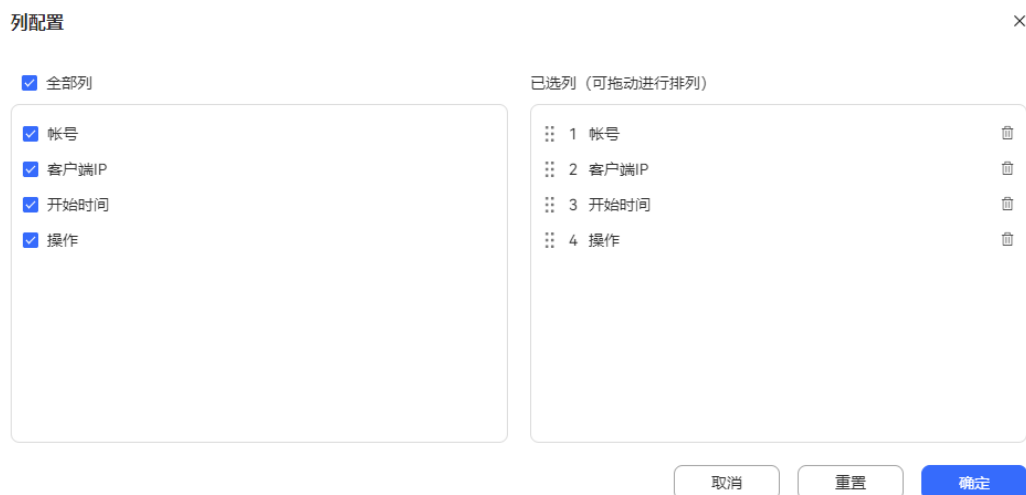 列配置
全部列
已选列（可拖动进行排列）
帐号
客户端IP
开始时间
操作
1 帐号
2 客户端IP
3 开始时间
4 操作
取消
重置
确定